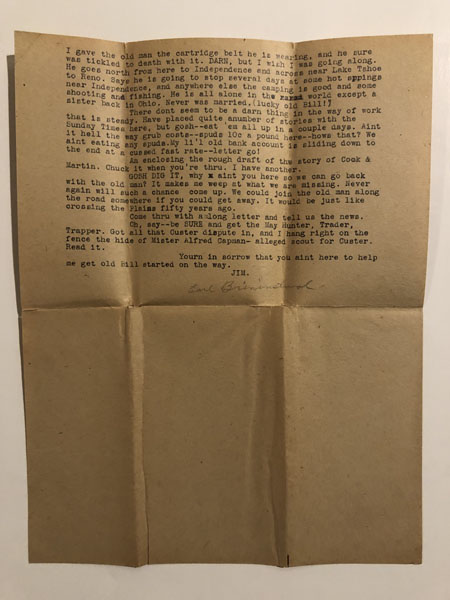 I gave the old man the cartridge belt he is wearing, and he sure
was tickled to death with it. DARN, but I wish I was going along.
He goes north from here to Independence and across near Lake Tahoe
to Reno. Says he is going to stop several days at some hot springs
near Independence, and anywhere else the camping is good and some
shooting and fishing. He is all alone in the world except a
sister back in Ohio. Never was married.(lucky old Bill!)
There dont seem to be a darn thing in the way of work
that is steady. Have placed quite anumber of stories with the
Sunday Times here, but gosh-eat 'em all up in a couple days. Aint
it hell the way grub costs--spuds 10c a pound here--hows that? We
aint eating any spuds. My li'l old bank account is sliding down to
the end at a cussed fast rate--letter go!
An enclosing the rough draft of the story of Cook &
Martin. Chuck it when you're thru. I have another.
GOSH DING IT, why aint you here so we can go back
with the old man? It makes me weep at what we are missing. Never
again will such a chance come up. We could join the old man along
the road somewhere if you could get away. It would be just like
crossing the Plains fifty years ago.
Come thru with a long letter and tell us the news.
Oh, say--be SURE and get the May Hunter, Trader,
Trapper. Got all that Custer dispute in, and I hang right on the
fence the hide of Mister Alfred Capman- alleged scout for Custer.
Read it.
Yourn in sorrow that you aint here to help
me get old Bill started on the way.
JIM.
Earl